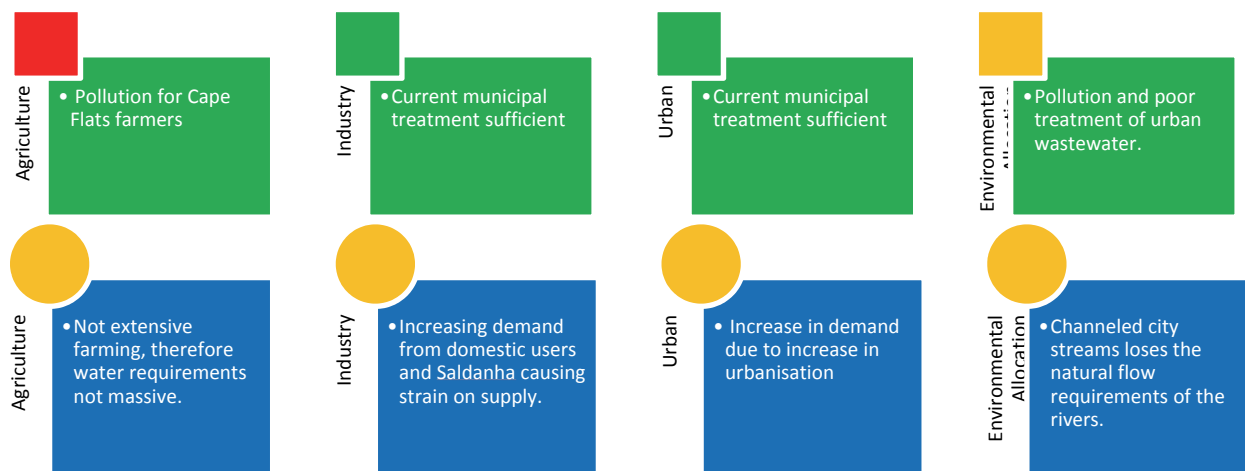 Agriculture
• Pollution for Cape
Flats farmers
Industry
• Current municipal
treatment sufficient
Urban
• Current municipal
treatment sufficient
Environmental
Allocation
• Pollution and poor
treatment of urban
wastewater.
Agriculture
• Not extensive
farming, therefore
water requirements
not massive.
Industry
• Increasing demand
from domestic users
and Saldanha causing
strain on supply.
Urban
• Increase in demand
due to increase in
urbanisation
Environmental
Allocation
• Channeled city
streams loses the
natural flow
requirements of the
rivers.